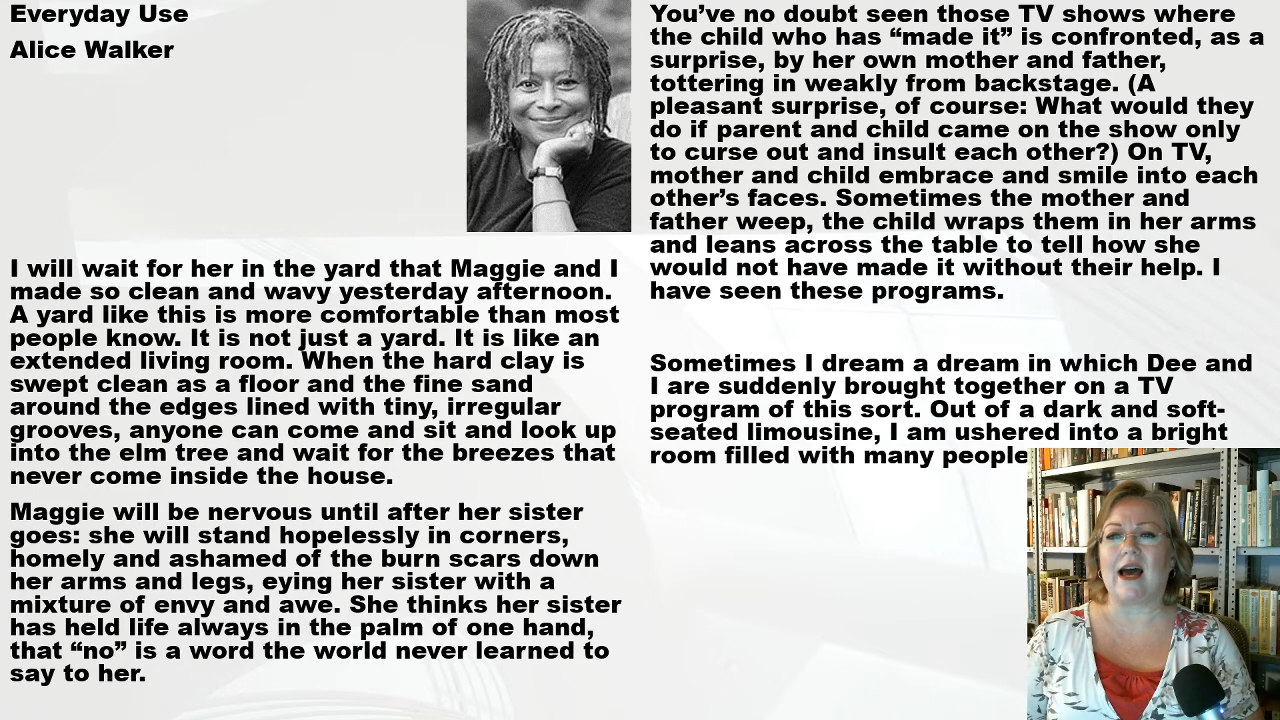 Everyday Use
Alice Walker
I will wait for her in the yard that Maggie and I
made so clean and wavy yesterday afternoon.
A yard like this is more comfortable than most
people know. It is not just a yard. It is like an
extended living room. When the hard clay is
swept clean as a floor and the fine sand
around the edges lined with tiny, irregular
grooves, anyone can come and sit and look up
into the elm tree and wait for the breezes that
never come inside the house.
Maggie will be nervous until after her sister
goes: she will stand hopelessly in corners,
homely and ashamed of the burn scars down
her arms and legs, eying her sister with a
mixture of envy and awe. She thinks her sister
has held life always in the palm of one hand,
that “no” is a word the world never learned to
say to her.
You’ve no doubt seen those TV shows where
the child who has “made it” is confronted, as a
surprise, by her own mother and father,
tottering in weakly from backstage. (A
pleasant surprise, of course: What would they
do if parent and child came on the show only
to curse out and insult each other?) On TV,
mother and child embrace and smile into each
other’s faces. Sometimes the mother and
father weep, the child wraps them in her arms
and leans across the table to tell how she
would not have made it without their help. I
have seen these programs.
Sometimes I dream a dream in which Dee and
I are suddenly brought together on a TV
program of this sort. Out of a dark and soft-
seated limousine, I am ushered into a bright
room filled with many people